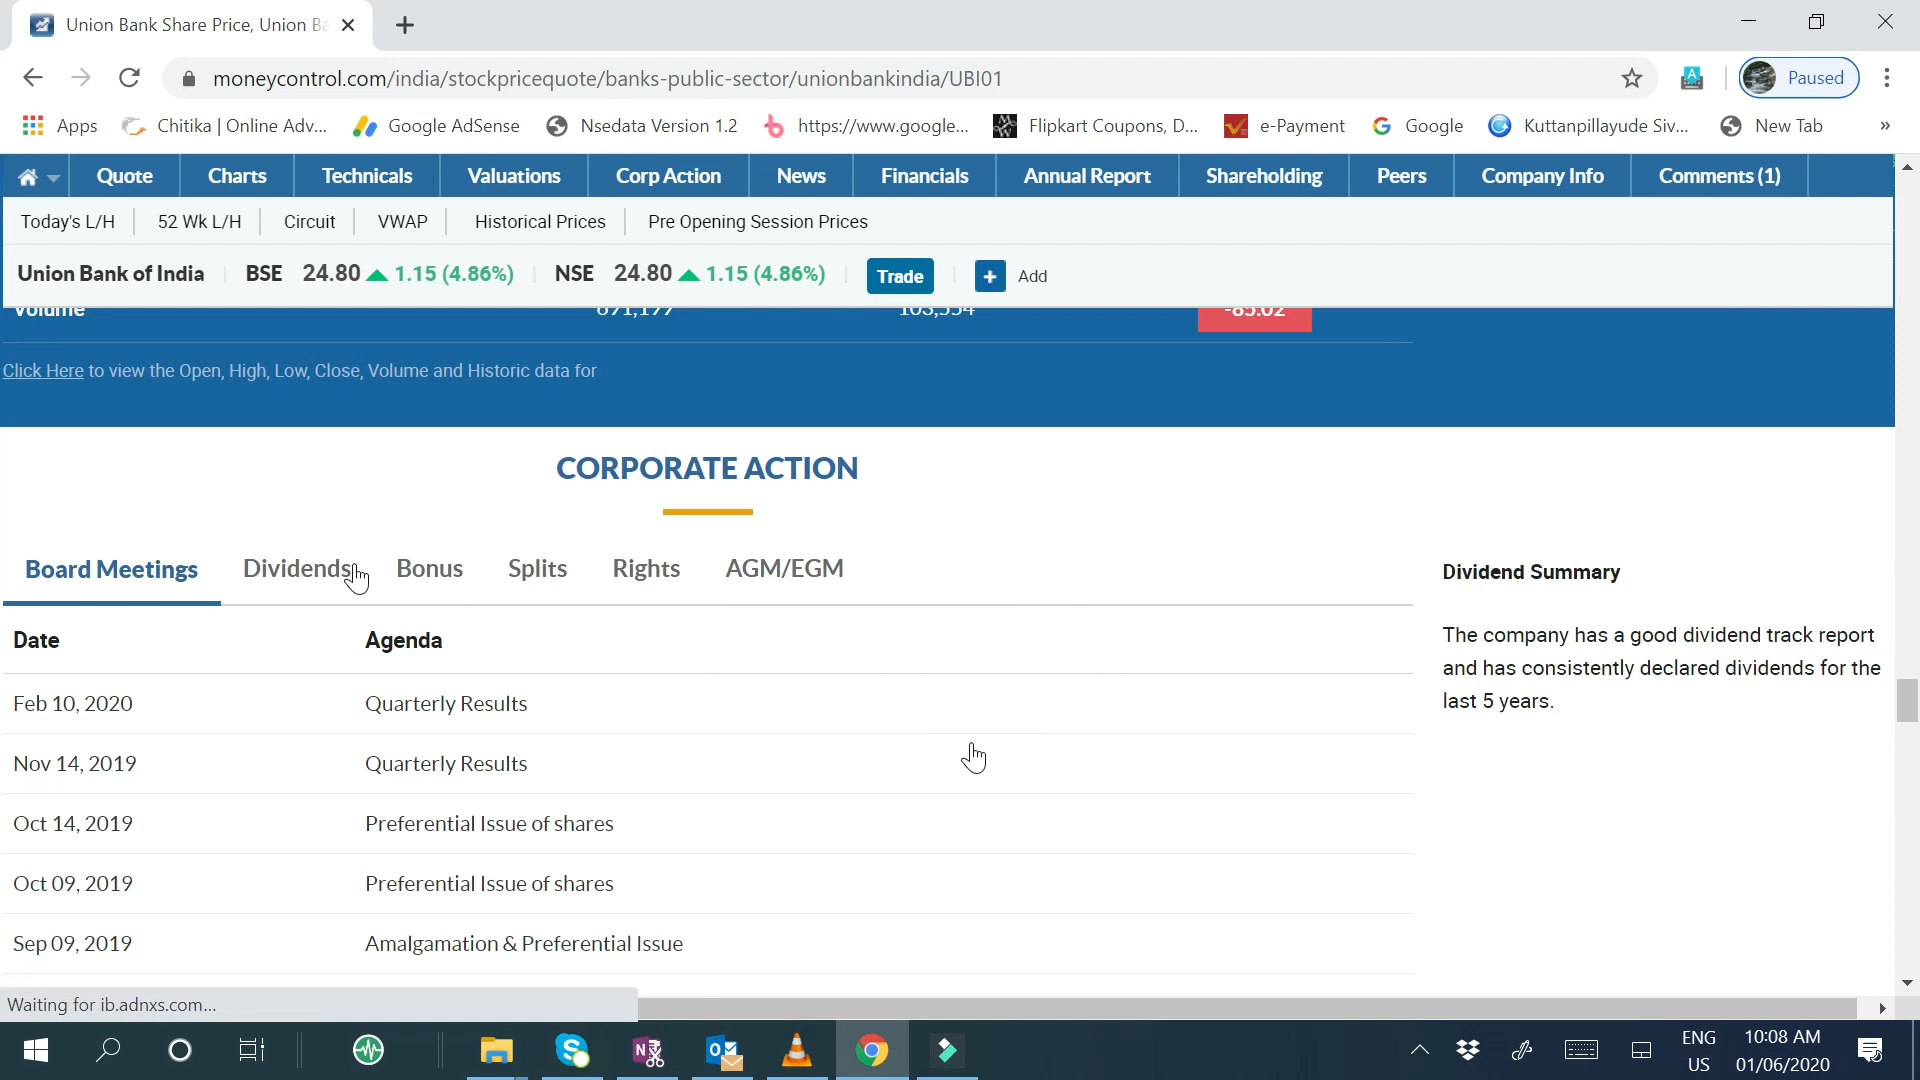 Union Bank Share Price, Union Ba
moneycontrol.com/india/stockpricequote/banks-public-sector/unionbankindia/UBI01
Paused
Apps
Chitika | Online Adv...
Google AdSense
Nsedata Version 1.2
https://www.google...
Flipkart Coupons, D...
e-Payment
Google
Kuttanpillayude Siv...
New Tab
»
Quote
Charts
Technicals
Valuations
Corp Action
News
Financials
Annual Report
Shareholding
Peers
Company Info
Comments (1)
Today's L/H
52 Wk L/H
Circuit
VWAP
Historical Prices
Pre Opening Session Prices
Union Bank of India
BSE 24.80 1.15 (4.86%)
NSE 24.80 1.15 (4.86%)
Trade
+ Add
Volume 691,199 103,554 -85.02
Click Here to view the Open, High, Low, Close, Volume and Historic data for
CORPORATE ACTION
Board Meetings
Dividends
Bonus
Splits
Rights
AGM/EGM
Date Agenda
Feb 10, 2020 Quarterly Results
Nov 14, 2019 Quarterly Results
Oct 14, 2019 Preferential Issue of shares
Oct 09, 2019 Preferential Issue of shares
Sep 09, 2019 Amalgamation & Preferential Issue
Dividend Summary
The company has a good dividend track report
and has consistently declared dividends for the
last 5 years.
Waiting for ib.adnxs.com...
ENG
US
10:08 AM
01/06/2020